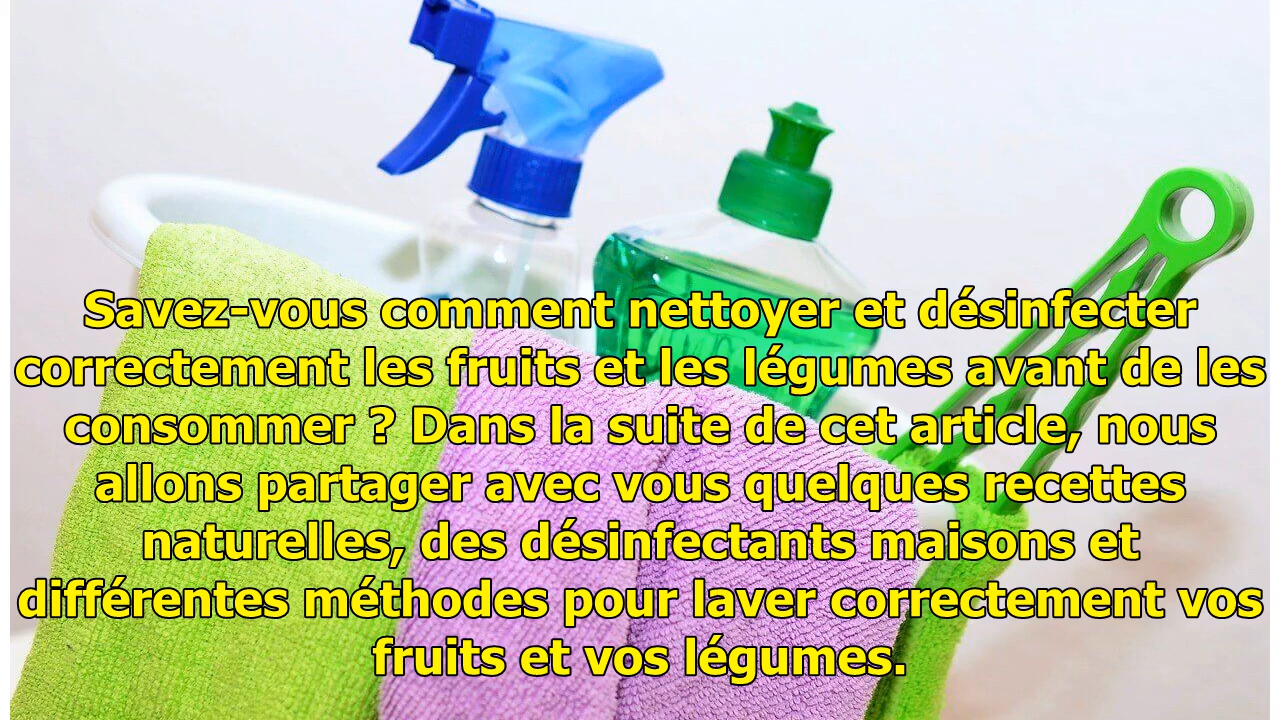 Savez-vous comment nettoyer et désinfecter
correctement les fruits et les légumes avant de les
consommer ? Dans la suite de cet article, nous
allons partager avec vous quelques recettes
naturelles, des désinfectants maisons et
différentes méthodes pour laver correctement vos
fruits et vos légumes.